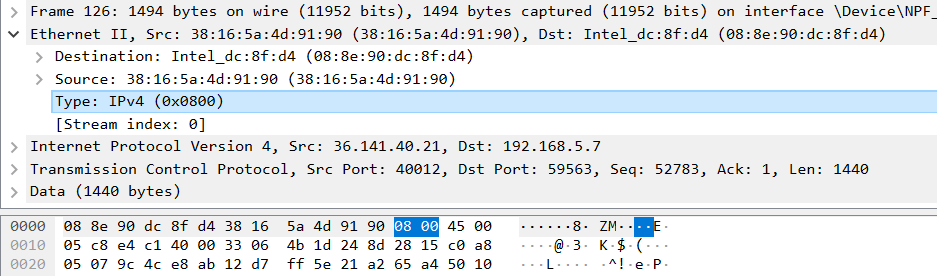 Frame 126: 1494 bytes on wire (11952 bits), 1494 bytes captured (11952 bits) on interface \Device\NPF_
Ethernet II, Src: 38:16:5a:4d:91:90 (38:16:5a:4d:91:90), Dst: Intel_dc:8f:d4 (08:8e:90:dc:8f:d4)
Destination: Intel_dc:8f:d4 (08:8e:90:dc:8f:d4)
Source: 38:16:5a:4d:91:90 (38:16:5a:4d:91:90)
Type: IPv4 (0x0800)
[Stream index: 0]
Internet Protocol Version 4, Src: 36.141.40.21, Dst: 192.168.5.7
Transmission Control Protocol, Src Port: 40012, Dst Port: 59563, Seq: 52783, Ack: 1, Len: 1440
Data (1440 bytes)
0000 08 8e 90 dc 8f d4 38 16 5a 4d 91 90 08 00 45 00 ······8· ZM····E·
0010 05 c8 e4 c1 40 00 33 06 4b 1d 24 8d 28 15 c0 a8 ····@·3· K·$·(···
0020 05 07 9c 4c e8 ab 12 d7 ff 5e 21 a2 65 a4 50 10 ···L···· ·^!·e·P·